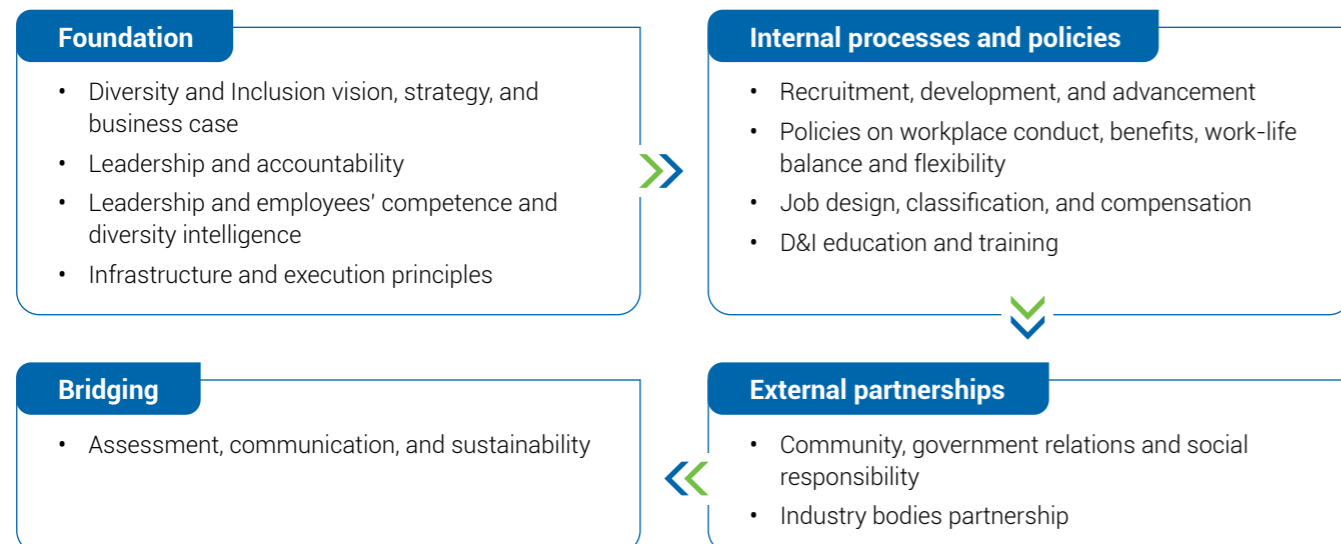 Foundation
• Diversity and Inclusion vision, strategy, and
business case
• Leadership and accountability
• Leadership and employees’ competence and
diversity intelligence
• Infrastructure and execution principles
Internal processes and policies
• Recruitment, development, and advancement
• Policies on workplace conduct, benefits, work-life
balance and flexibility
• Job design, classification, and compensation
• D&I education and training
External partnerships
• Community, government relations and social
responsibility
• Industry bodies partnership
Bridging
• Assessment, communication, and sustainability